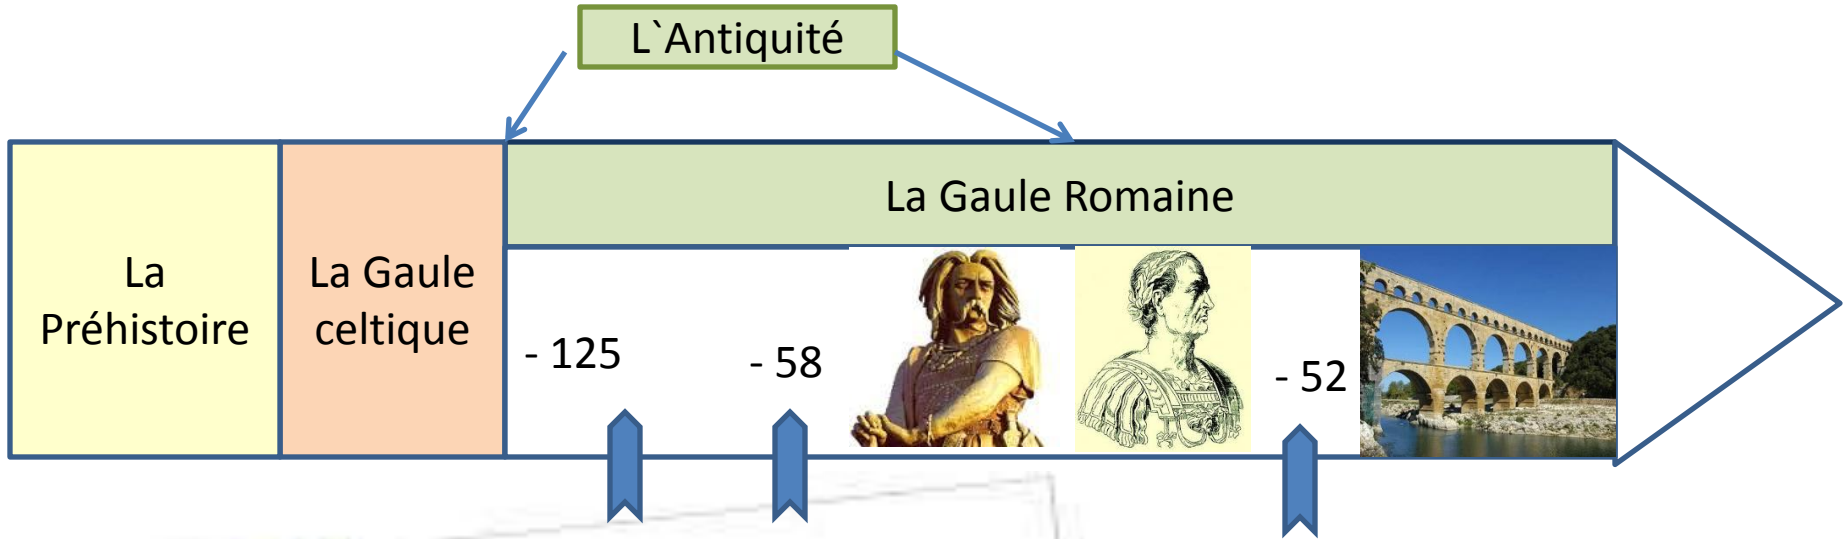 L`Antiquité
La Gaule Romaine
La
Préhistoire
La Gaule
celtique
- 125
- 58
- 52